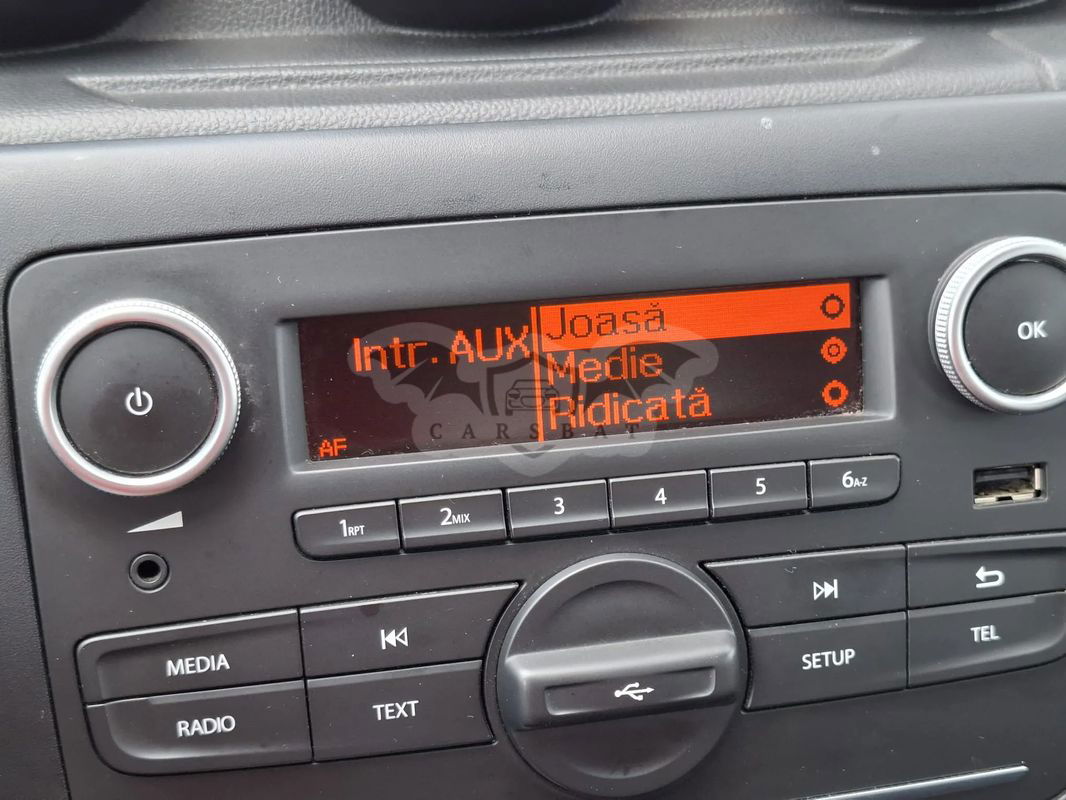 Intr. AUX
Joasă
Medie
Ridicată
AF
CARSBAT
OK
1RPT
2MIX
3
4
5
6A-Z
MEDIA
RADIO
TEXT
SETUP
TEL